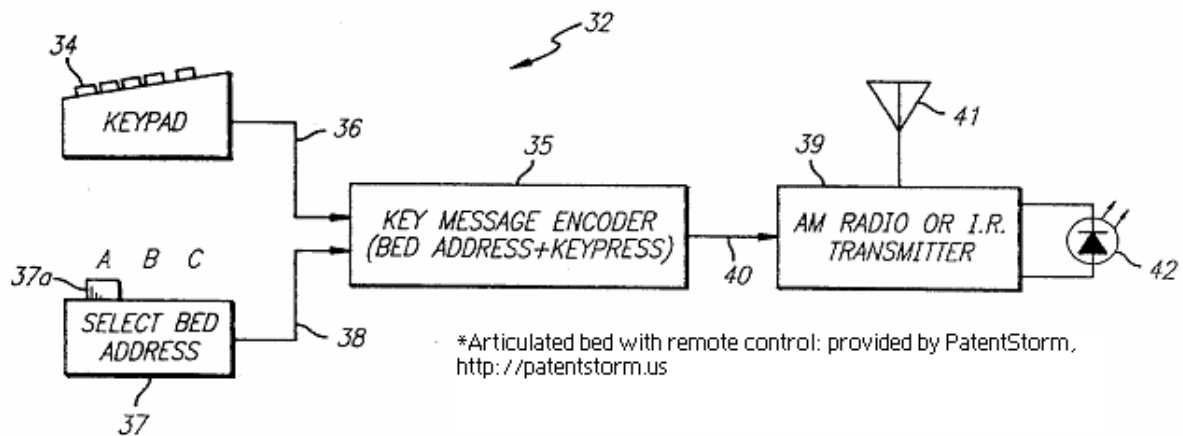 32
34
KEYPAD
36
41
35
39
KEY MESSAGE ENCODER
(BED ADDRESS+KEYPRESS)
40
AM RADIO OR I.R.
TRANSMITTER
42
A B C
37a
SELECT BED
ADDRESS
38
37
*Articulated bed with remote control: provided by PatentStorm,
http://patentstorm.us